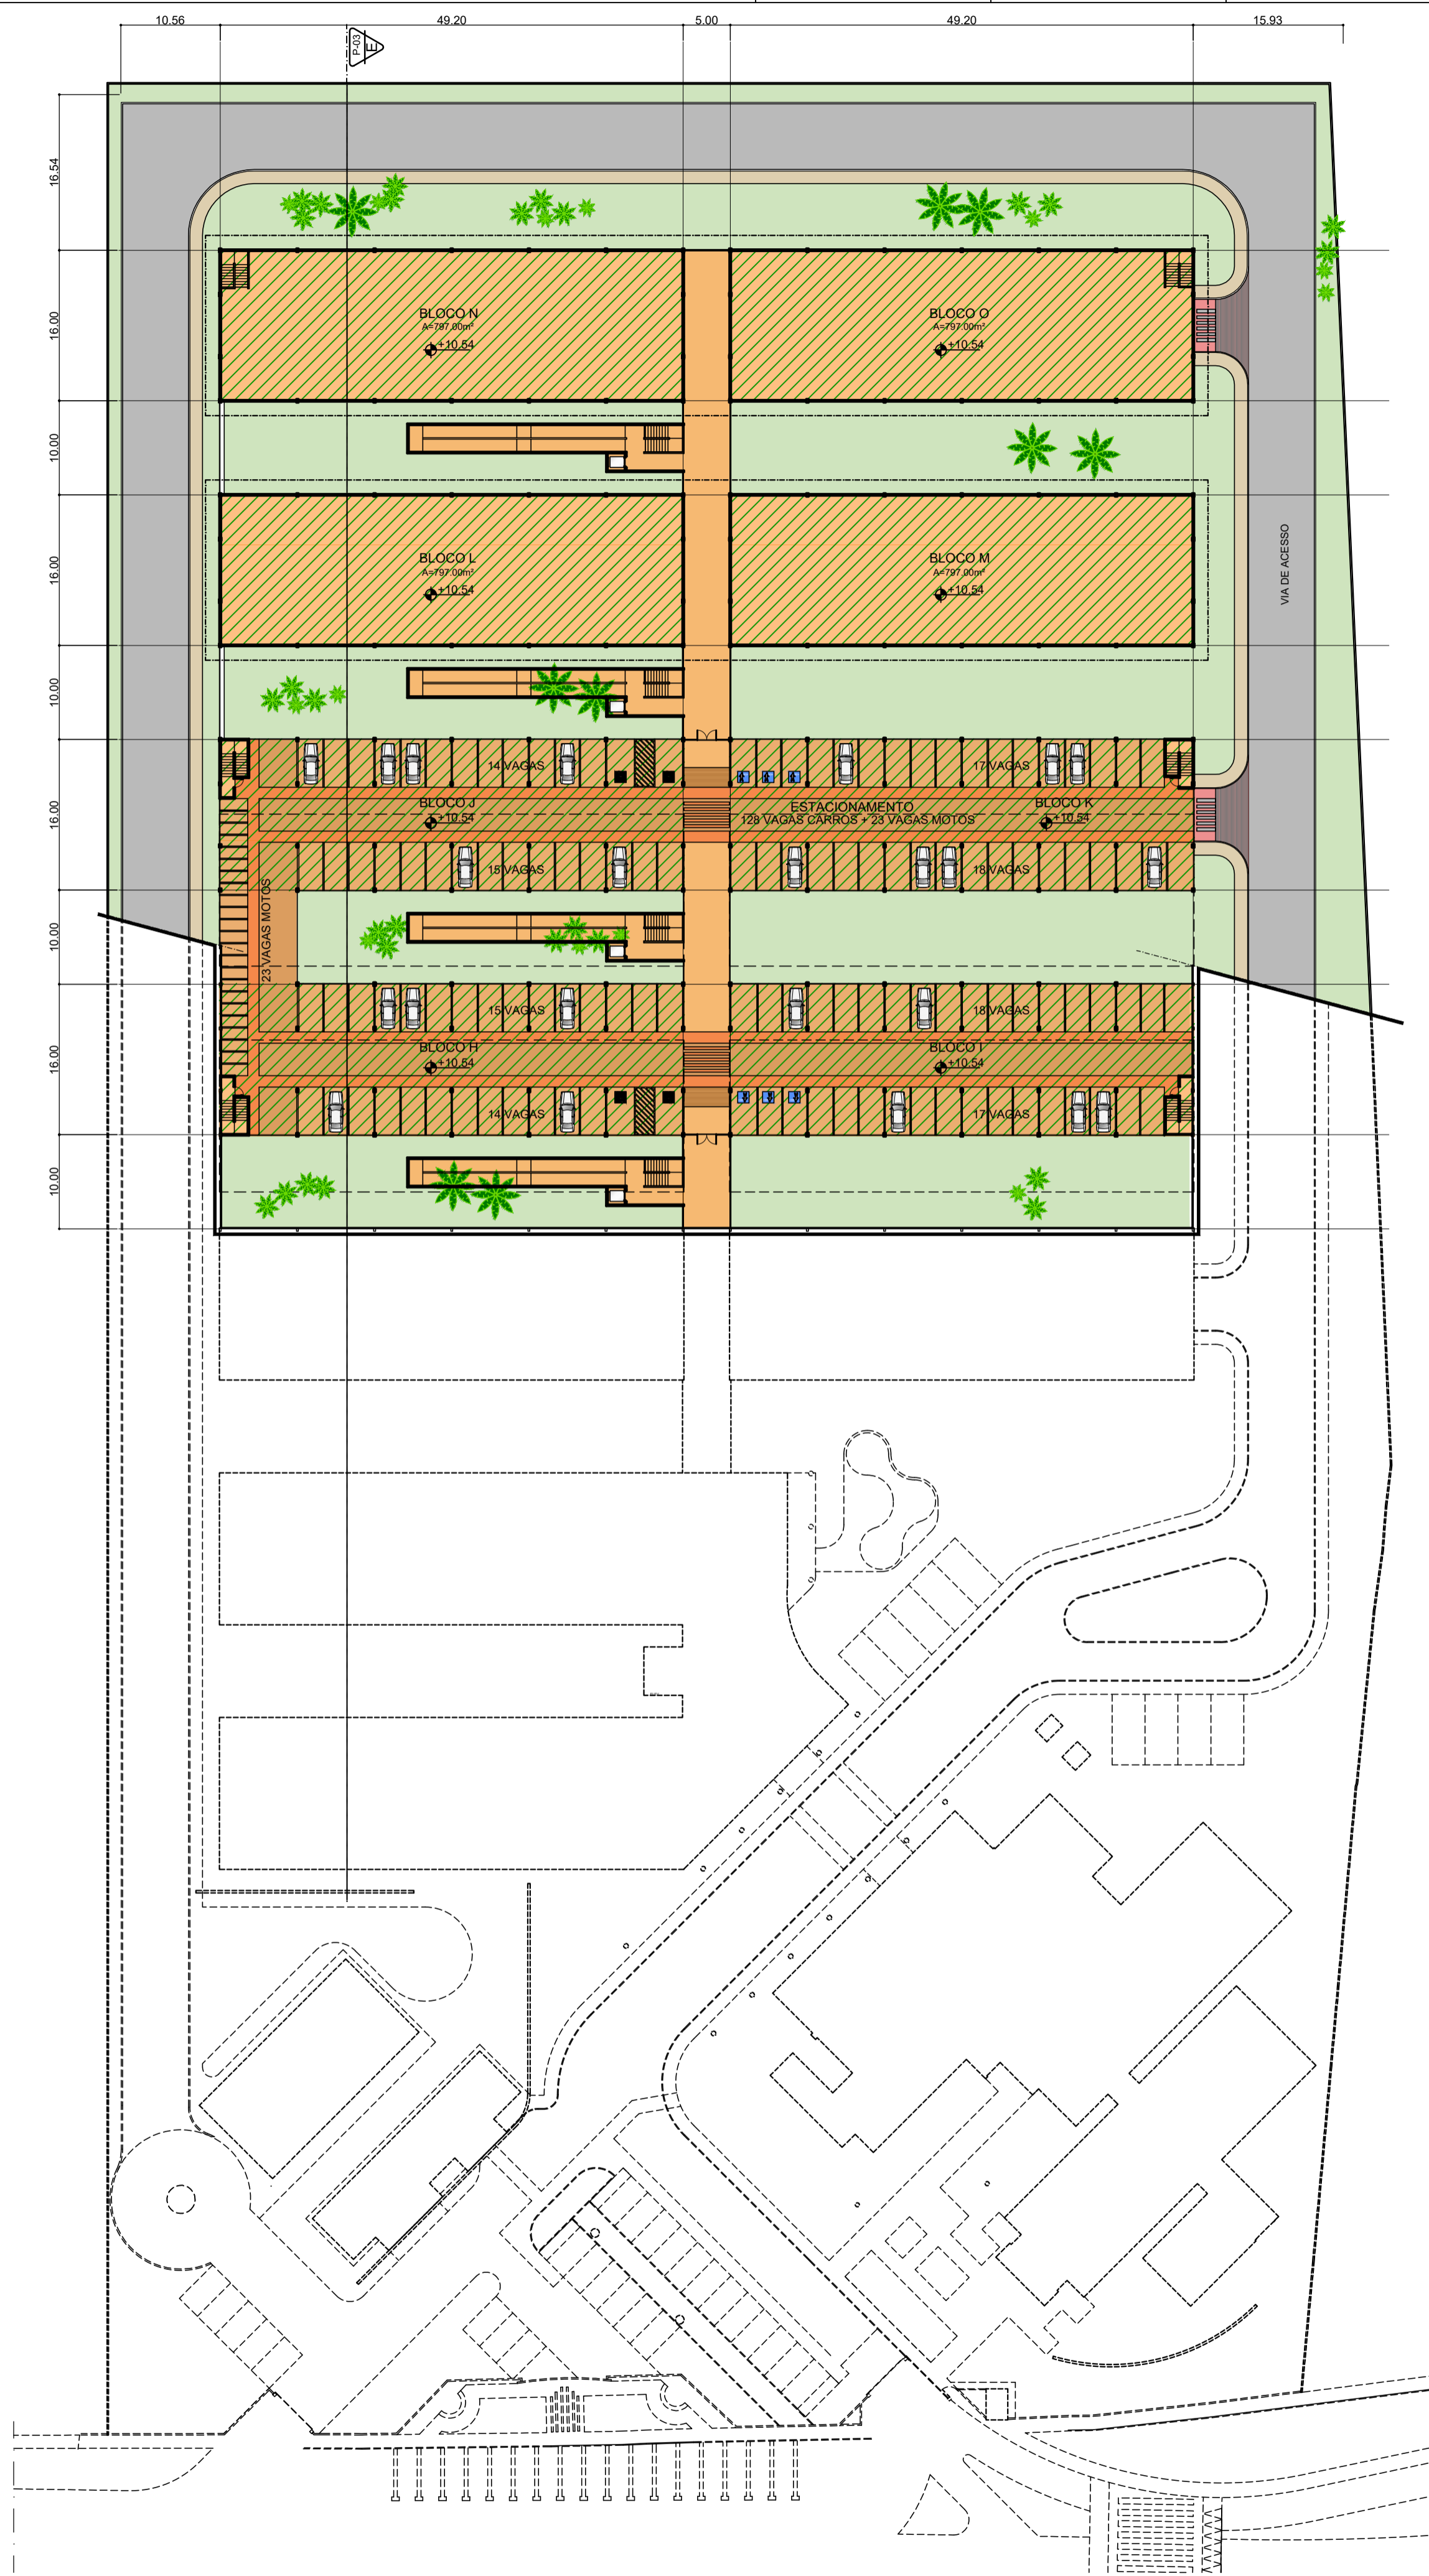 10.56
49.20
5.00
49.20
15.93
P-03
E
16.54
16.00
10.00
16.00
10.00
16.00
10.00
16.00
10.00
BLOCO N
A=797.00m²
+10.54
BLOCO O
A=797.00m²
+10.54
BLOCO L
A=797.00m²
+10.54
BLOCO M
A=797.00m²
+10.54
VIA DE ACESSO
14 VAGAS
17 VAGAS
BLOCO J
+10.54
ESTACIONAMENTO
128 VAGAS CARROS + 23 VAGAS MOTOS
BLOCO K
+10.54
15 VAGAS
18 VAGAS
23 VAGAS MOTOS
15 VAGAS
18 VAGAS
BLOCO H
+10.54
BLOCO I
+10.54
14 VAGAS
17 VAGAS